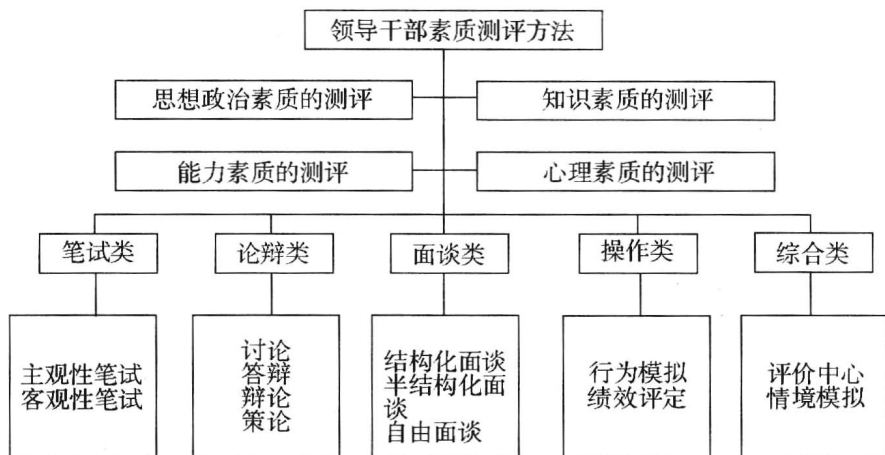 领导干部素质测评方法
思想政治素质的测评
知识素质的测评
能力素质的测评
心理素质的测评
笔试类
论辩类
面谈类
操作类
综合类
主观性笔试
客观性笔试
讨论
答辩
辩论
策论
结构化面谈
半结构化面
谈
自由面谈
行为模拟
绩效评定
评价中心
情境模拟